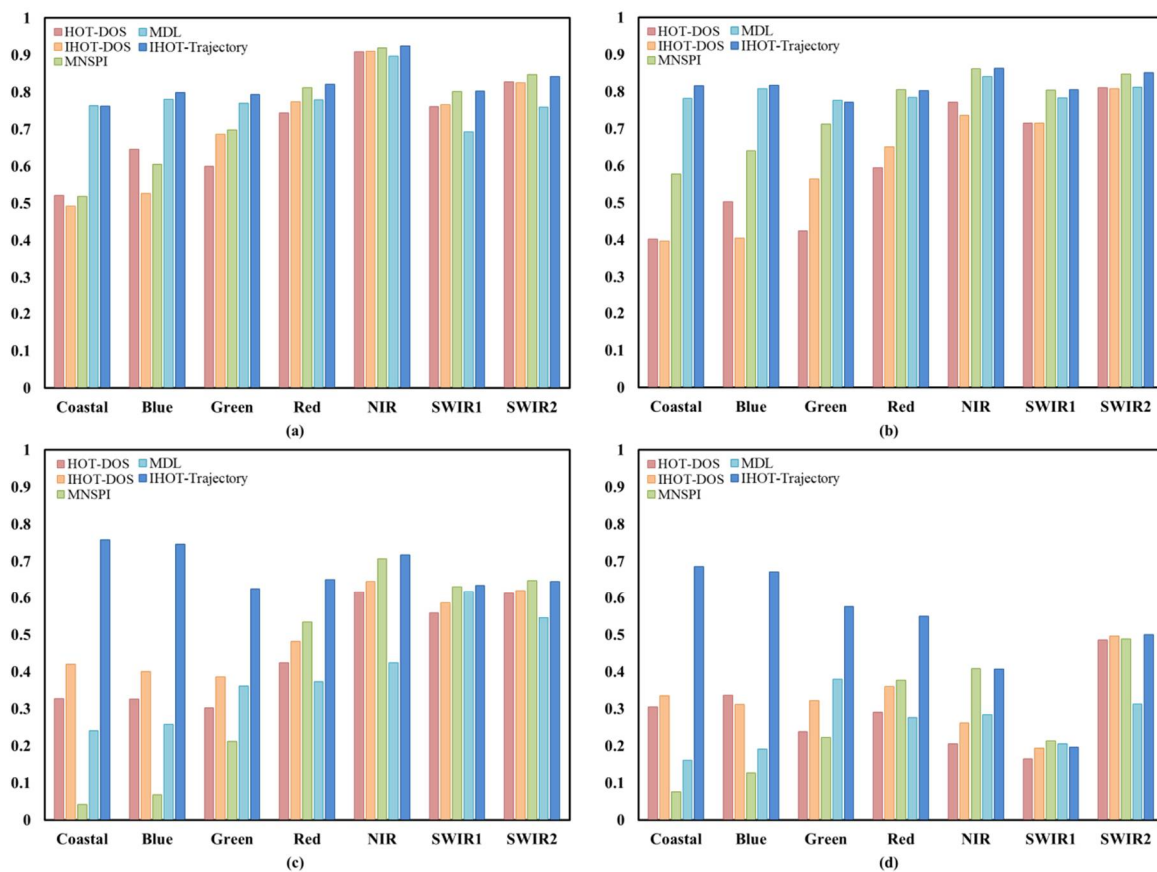 1
0.9
0.8
0.7
0.6
0.5
0.4
0.3
0.2
0.1
0
HOT-DOS
MDL
IHOT-DOS
IHOT-Trajectory
MNSPI
Coastal Blue Green Red NIR SWIR1 SWIR2
(a)
1
0.9
0.8
0.7
0.6
0.5
0.4
0.3
0.2
0.1
0
HOT-DOS
MDL
IHOT-DOS
IHOT-Trajectory
MNSPI
Coastal Blue Green Red NIR SWIR1 SWIR2
(b)
1
0.9
0.8
0.7
0.6
0.5
0.4
0.3
0.2
0.1
0
HOT-DOS
MDL
IHOT-DOS
IHOT-Trajectory
MNSPI
Coastal Blue Green Red NIR SWIR1 SWIR2
(c)
1
0.9
0.8
0.7
0.6
0.5
0.4
0.3
0.2
0.1
0
HOT-DOS
MDL
IHOT-DOS
IHOT-Trajectory
MNSPI
Coastal Blue Green Red NIR SWIR1 SWIR2
(d)